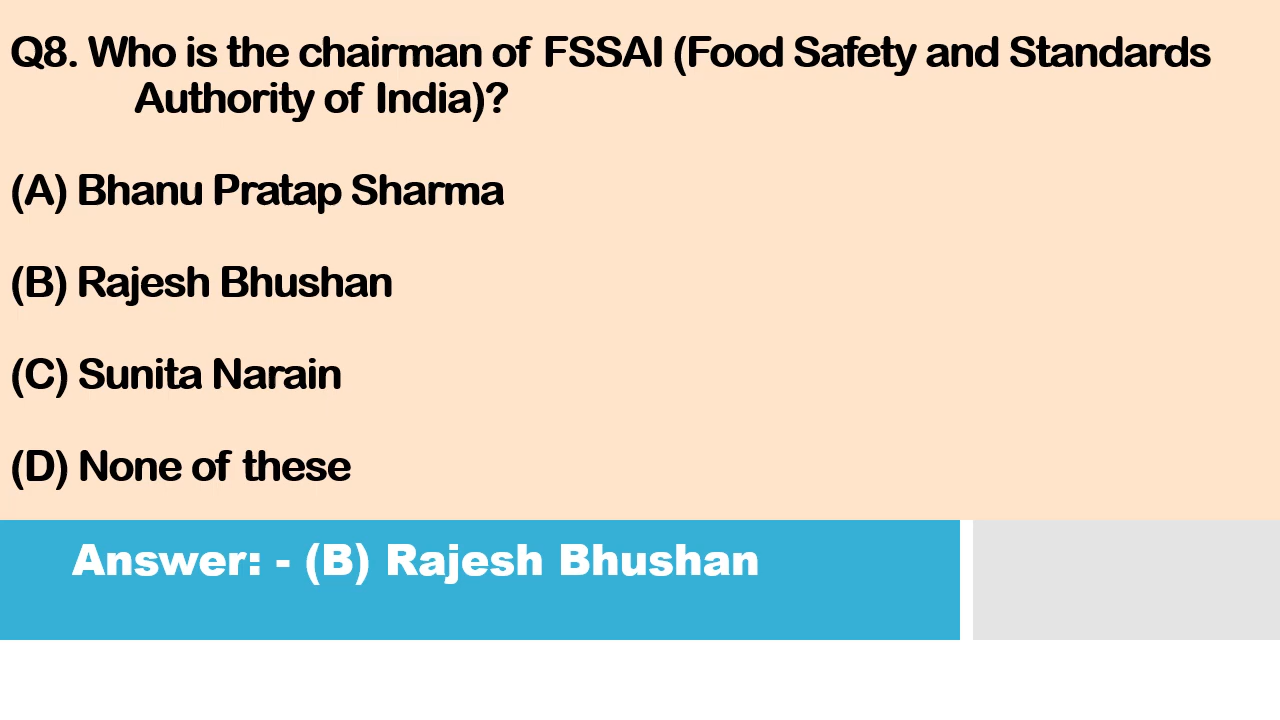 Q8. Who is the chairman of FSSAI (Food Safety and Standards
Authority of India)?
(A) Bhanu Pratap Sharma
(B) Rajesh Bhushan
(C) Sunita Narain
(D) None of these
Answer: - (B) Rajesh Bhushan